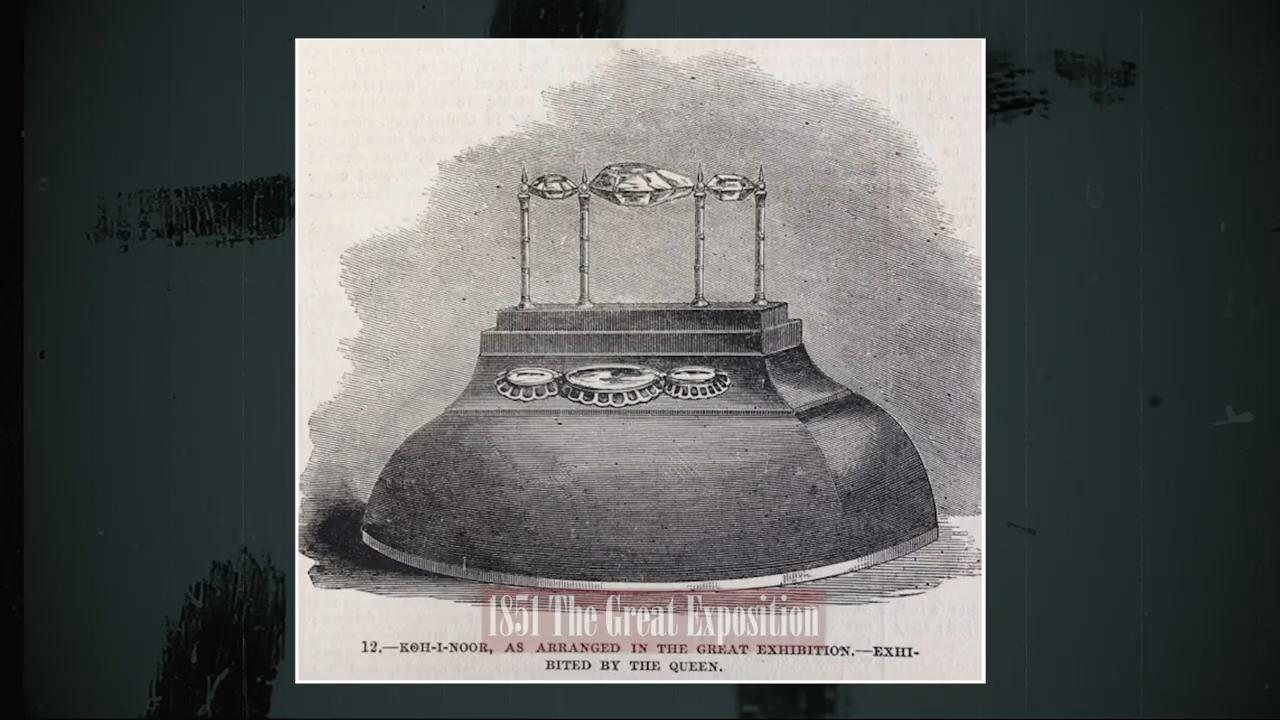 1851 The Great Exposition
12.—KOH-I-NOOR, AS ARRANGED IN THE GREAT EXHIBITION.—EXHI-
BITED BY THE QUEEN.